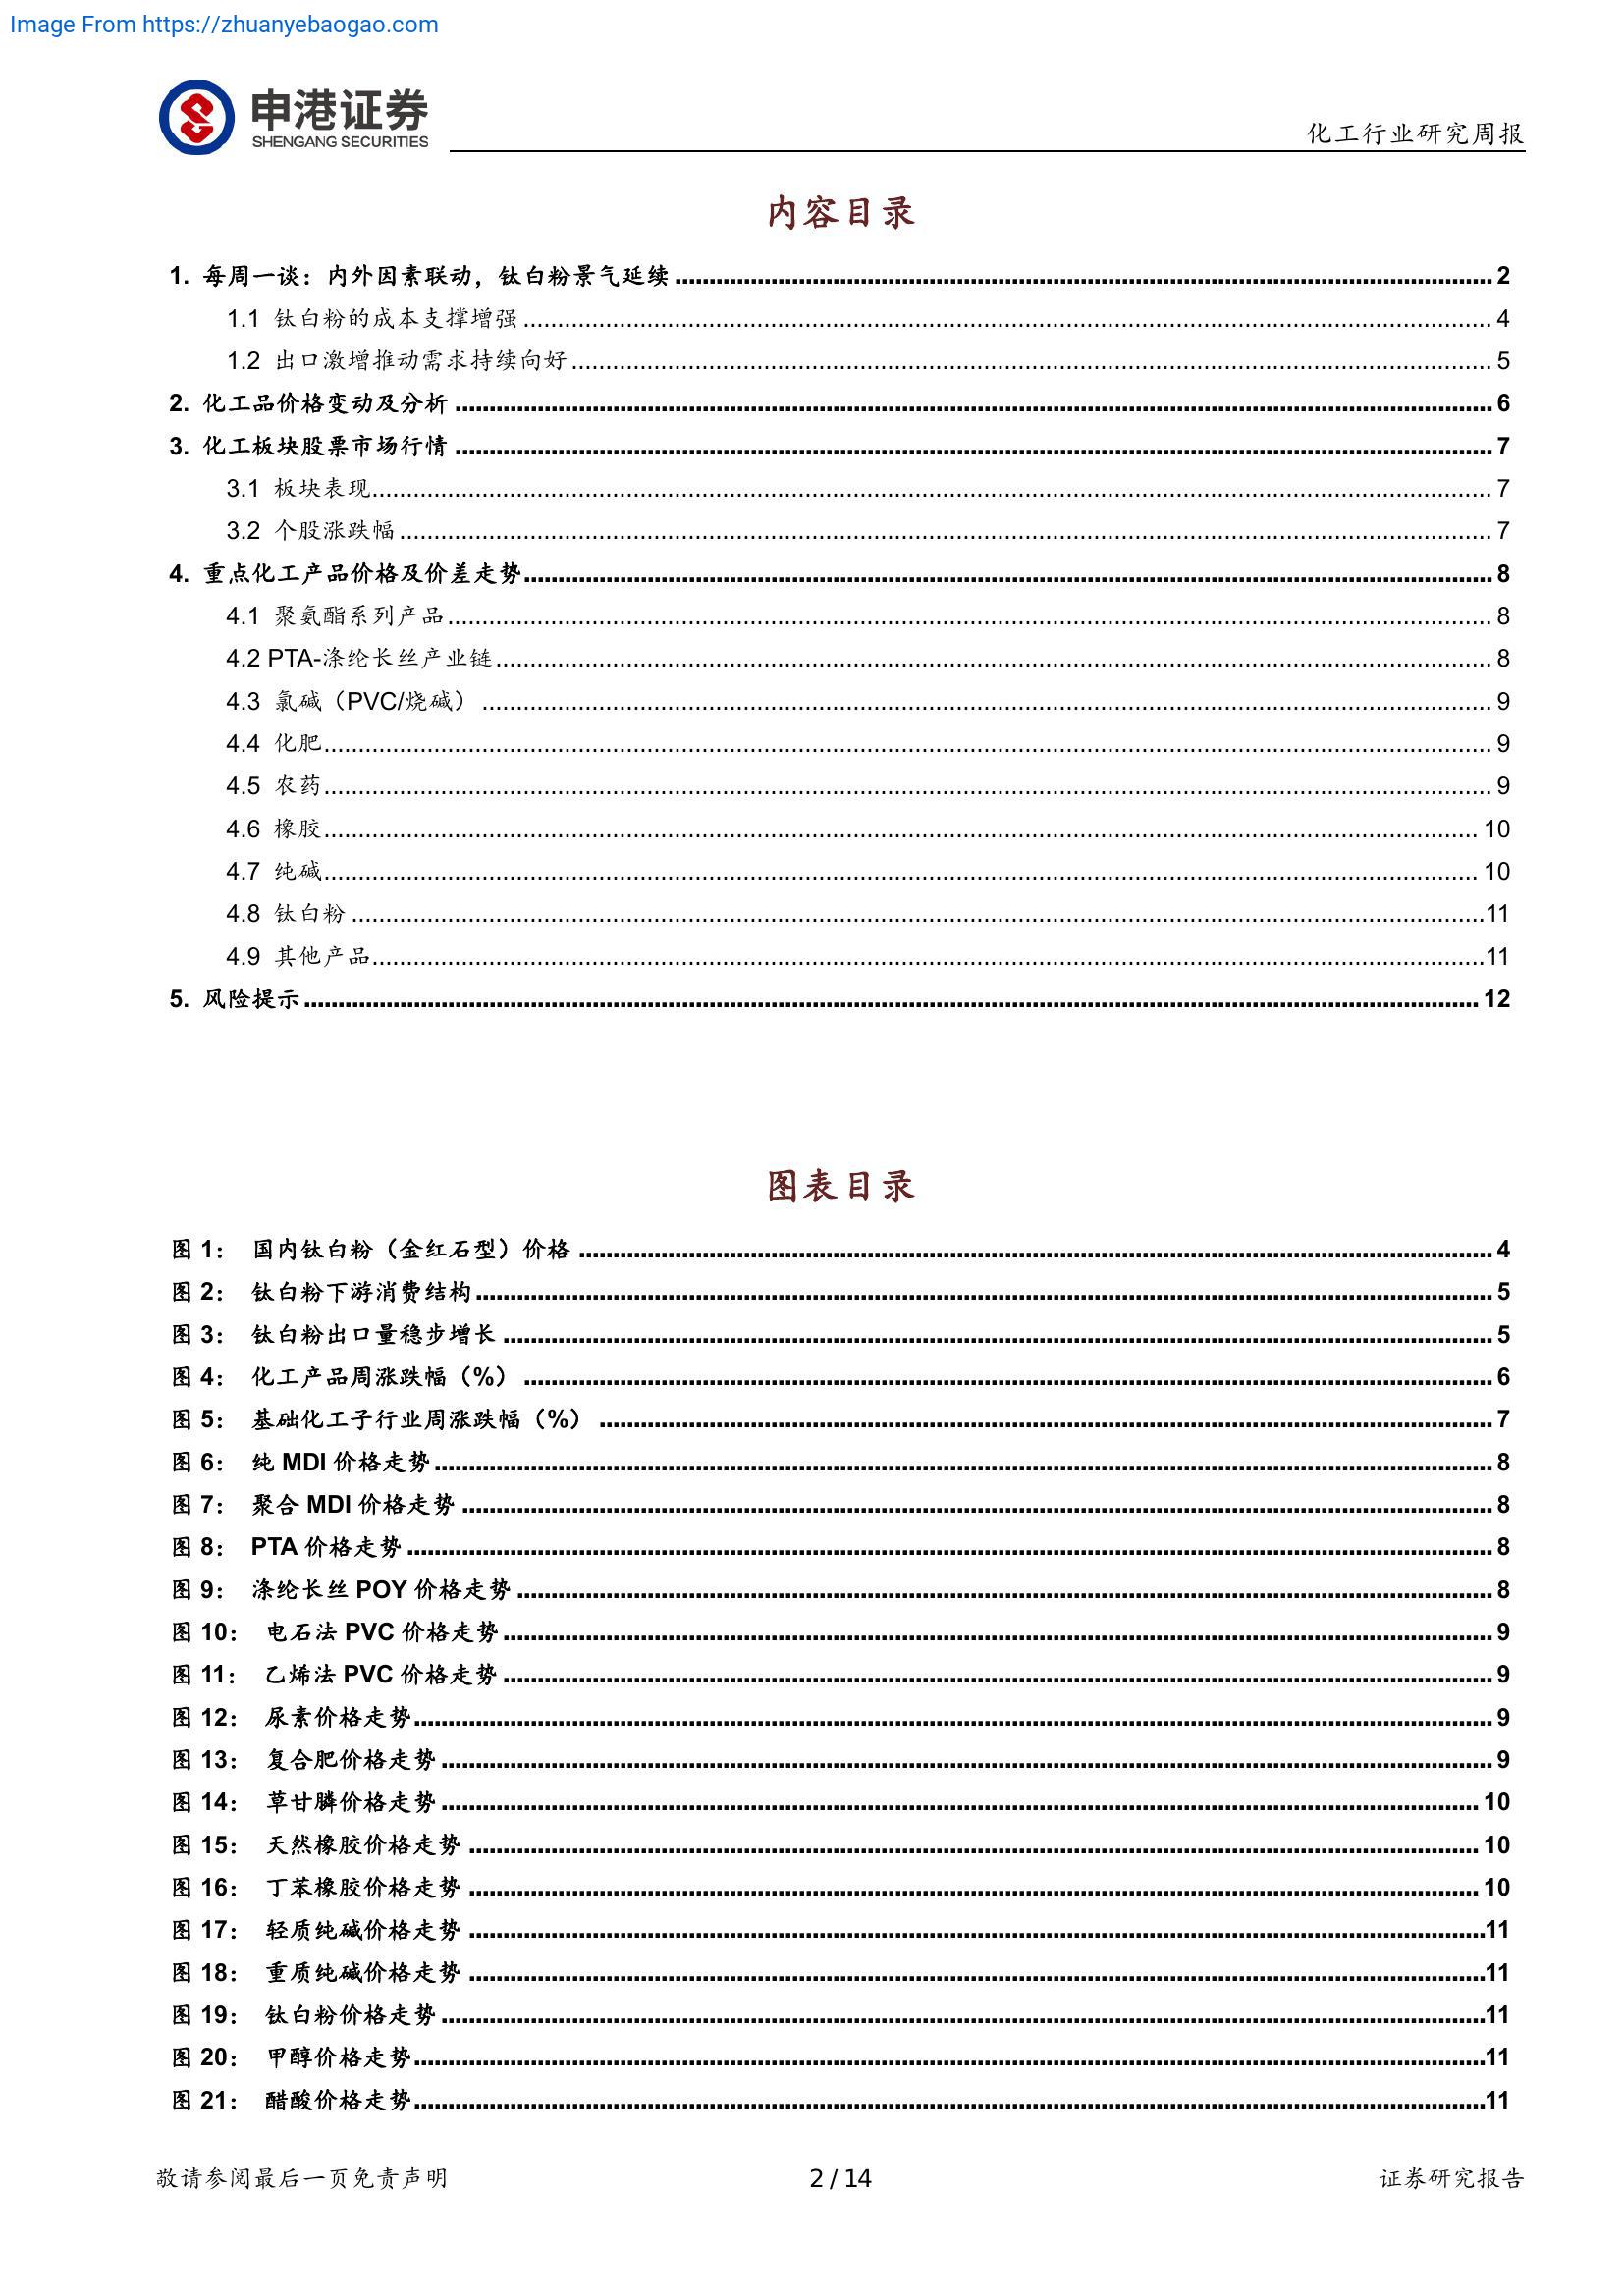 Image From https://zhuanyebaogao.com
申港证券
SHENGANG SECURITIES
化工行业研究周报
内容目录
1. 每周一谈：内外因素联动，钛白粉景气延续 2
1.1 钛白粉的成本支撑增强 4
1.2 出口激增推动需求持续向好 5
2. 化工品价格变动及分析 6
3. 化工板块股票市场行情 7
3.1 板块表现 7
3.2 个股涨跌幅 7
4. 重点化工产品价格及价差走势 8
4.1 聚氨酯系列产品 8
4.2 PTA-涤纶长丝产业链 8
4.3 氯碱（PVC/烧碱） 9
4.4 化肥 9
4.5 农药 9
4.6 橡胶 10
4.7 纯碱 10
4.8 钛白粉 11
4.9 其他产品 11
5. 风险提示 12
图表目录
图 1： 国内钛白粉（金红石型）价格 4
图 2： 钛白粉下游消费结构 5
图 3： 钛白粉出口量稳步增长 5
图 4： 化工产品周涨跌幅（%） 6
图 5： 基础化工子行业周涨跌幅（%） 7
图 6： 纯 MDI 价格走势 8
图 7： 聚合 MDI 价格走势 8
图 8： PTA 价格走势 8
图 9： 涤纶长丝 POY 价格走势 8
图 10： 电石法 PVC 价格走势 9
图 11： 乙烯法 PVC 价格走势 9
图 12： 尿素价格走势 9
图 13： 复合肥价格走势 9
图 14： 草甘膦价格走势 10
图 15： 天然橡胶价格走势 10
图 16： 丁苯橡胶价格走势 10
图 17： 轻质纯碱价格走势 11
图 18： 重质纯碱价格走势 11
图 19： 钛白粉价格走势 11
图 20： 甲醇价格走势 11
图 21： 醋酸价格走势 11
敬请参阅最后一页免责声明 2 / 14 证券研究报告